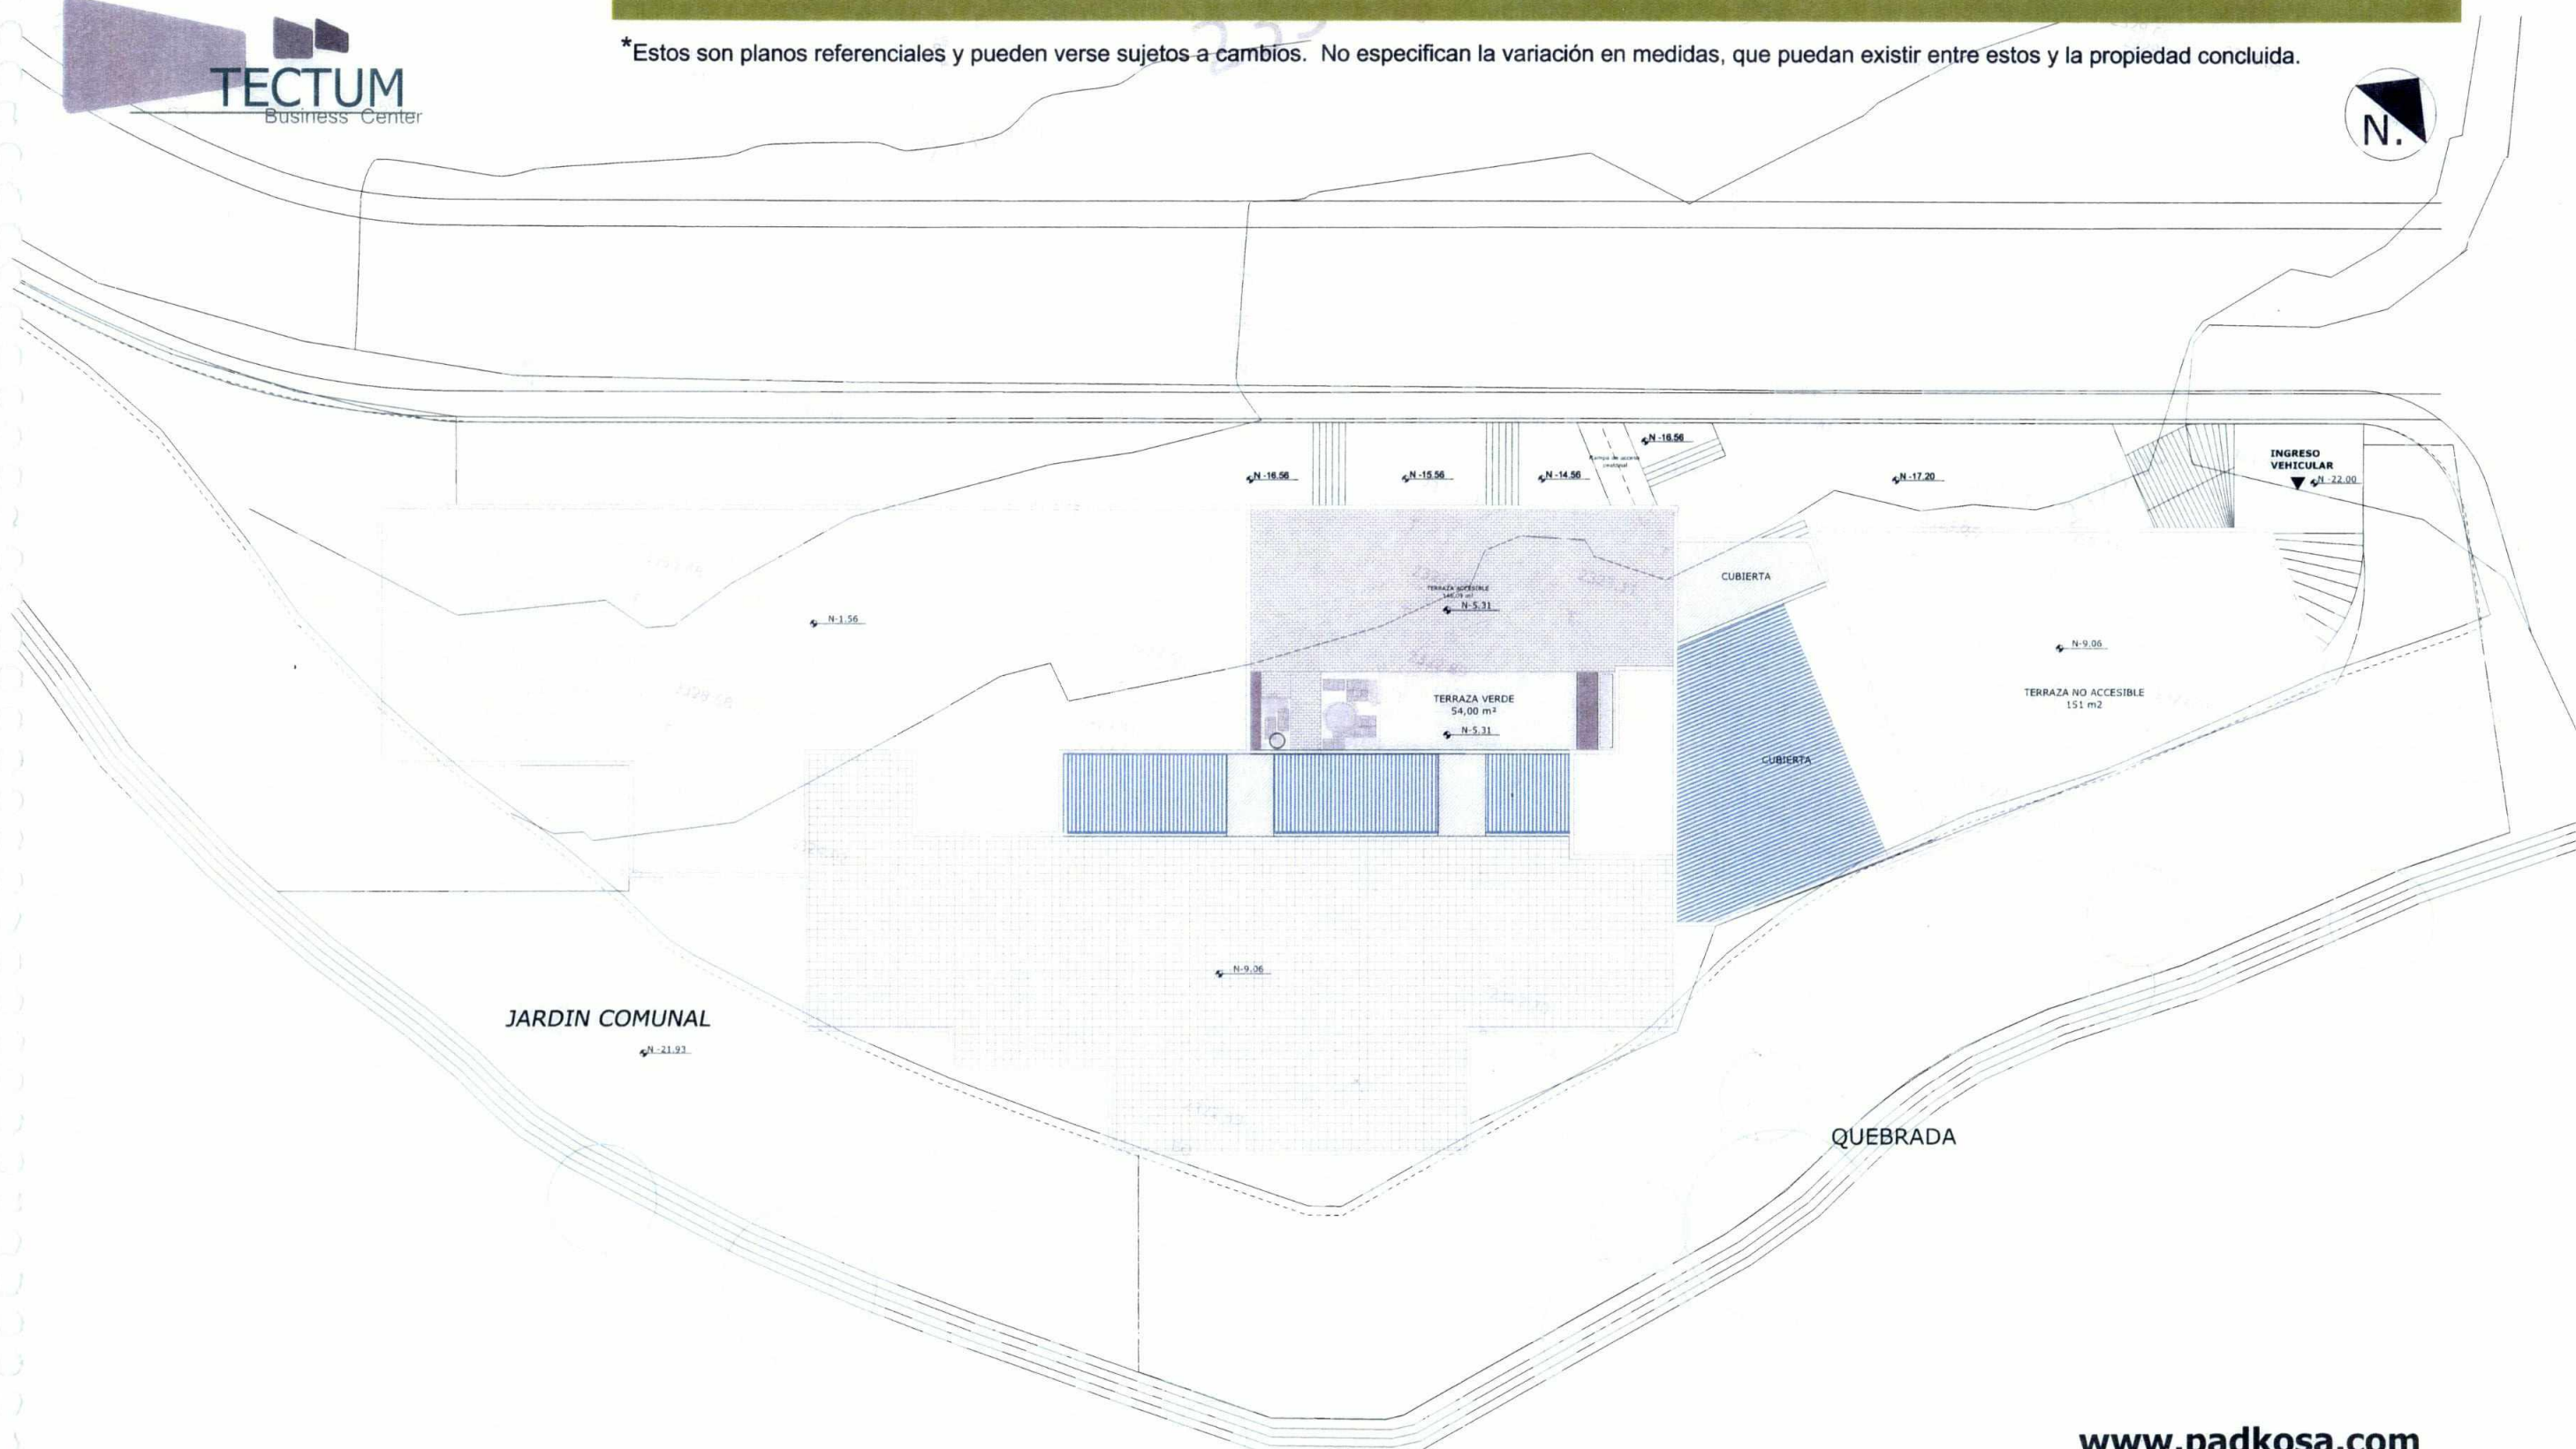 TECTUM
Business Center
*Estos son planos referenciales y pueden verse sujetos a cambios. No especifican la variación en medidas, que puedan existir entre estos y la propiedad concluida.
N.
N -16.56
N -16.56
N -15.56
N -14.56
N -17.20
INGRESO
VEHICULAR
N -22.00
CUBIERTA
TERRAZA ACCESIBLE
N-5.31
N-1.56
N-9.06
TERRAZA NO ACCESIBLE
151 m2
TERRAZA VERDE
54,00 m²
N-5.31
CUBIERTA
N-9.06
JARDIN COMUNAL
N -21.93
QUEBRADA
www.padkosa.com